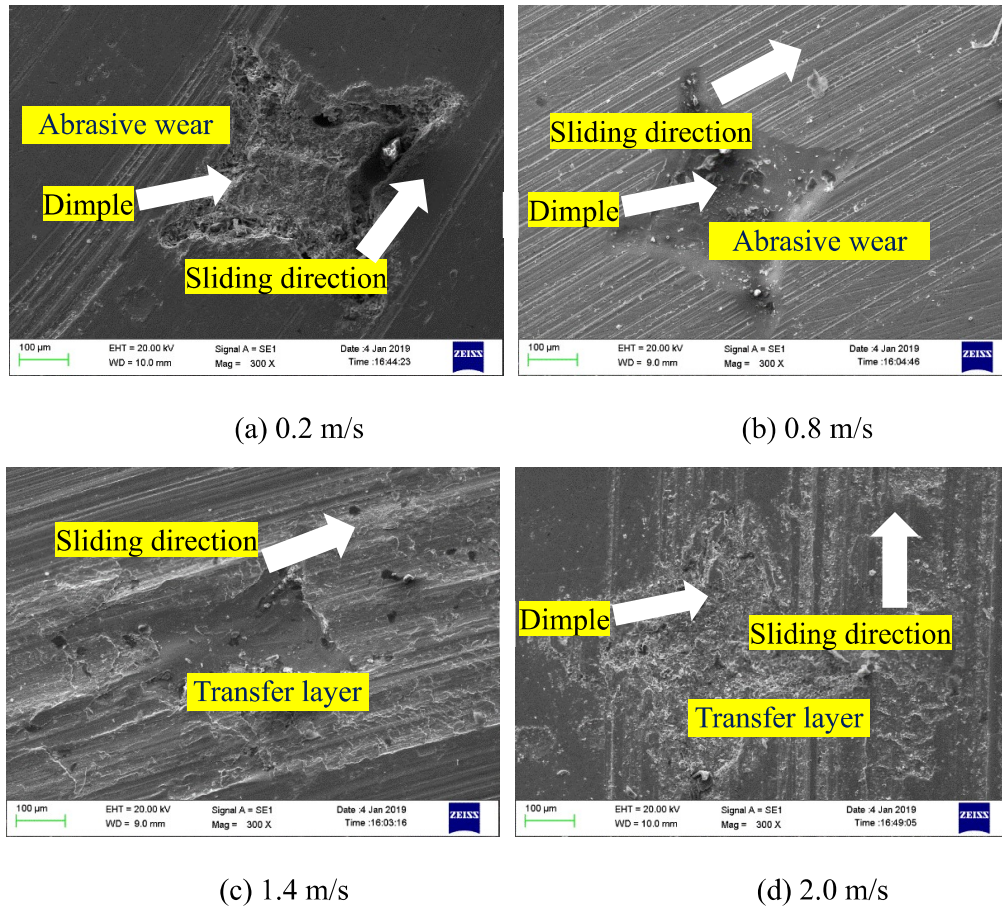 Abrasive wear
Dimple
Sliding direction
100 µm
EHT = 20.00 kV
WD = 10.0 mm
Signal A = SE1
Mag = 300 X
Date :4 Jan 2019
Time :16:44:23
ZEISS
(a) 0.2 m/s
Sliding direction
Dimple
Abrasive wear
100 µm
EHT = 20.00 kV
WD = 9.0 mm
Signal A = SE1
Mag = 300 X
Date :4 Jan 2019
Time :16:04:46
ZEISS
(b) 0.8 m/s
Sliding direction
Transfer layer
100 µm
EHT = 20.00 kV
WD = 9.0 mm
Signal A = SE1
Mag = 300 X
Date :4 Jan 2019
Time :16:03:16
ZEISS
(c) 1.4 m/s
Dimple
Sliding direction
Transfer layer
100 µm
EHT = 20.00 kV
WD = 10.0 mm
Signal A = SE1
Mag = 300 X
Date :4 Jan 2019
Time :16:49:05
ZEISS
(d) 2.0 m/s